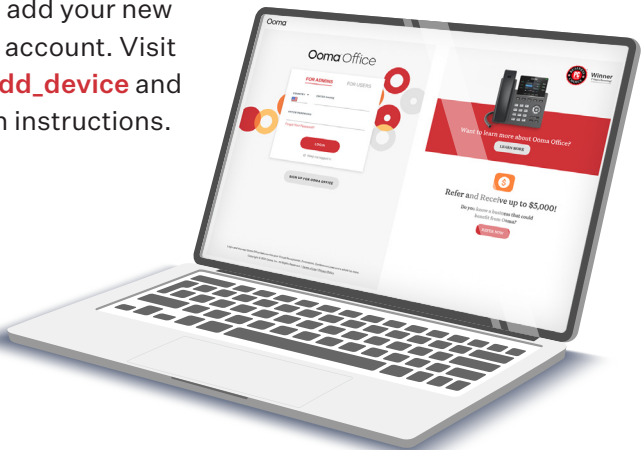 add your new
account. Visit
dd_device and
n instructions.
Ooma
Ooma Office
FOR ADMINS
FOR USERS
LOGIN
SIGN UP FOR OOMA OFFICE
Winner
Want to learn more about Ooma Office?
LEARN MORE
Refer and Receive up to $5,000!
Do you know a business that could
benefit from Ooma?
REFER NOW